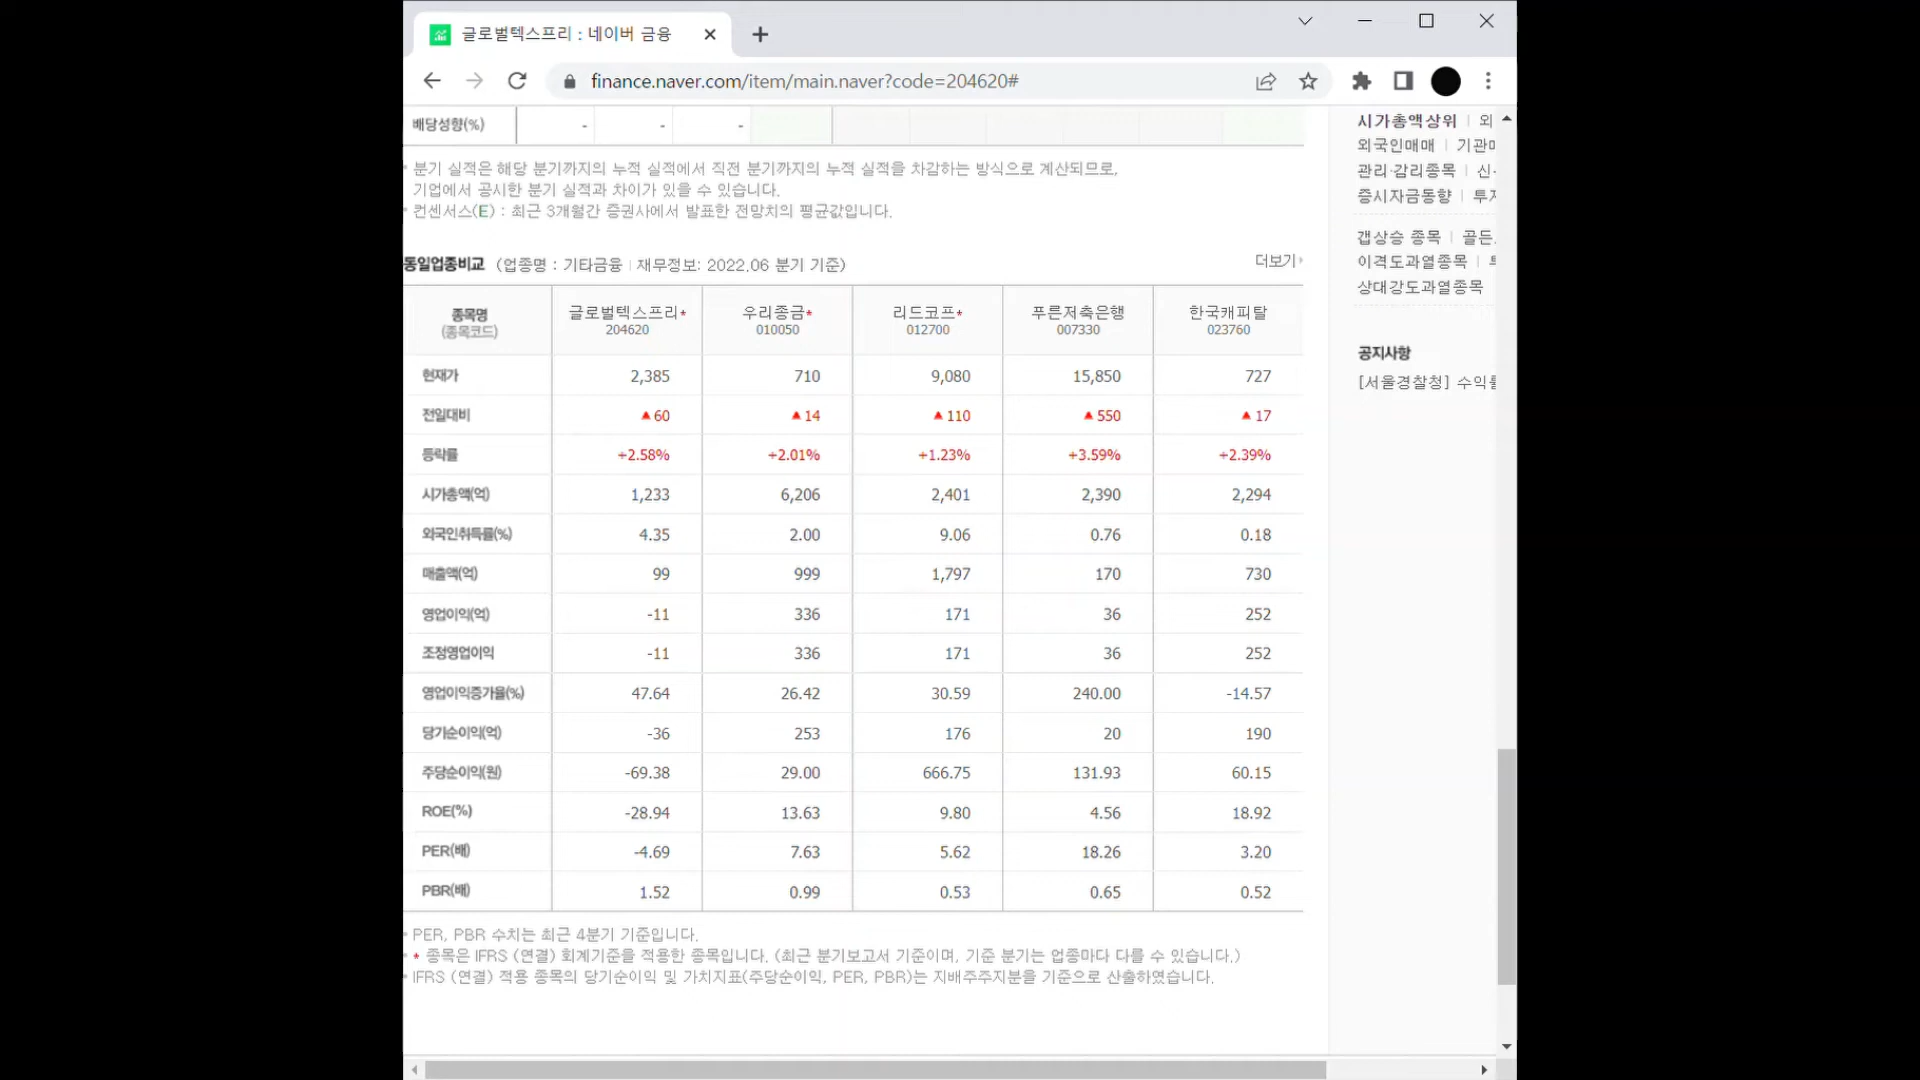 글로벌텍스프리 : 네이버 금융
finance.naver.com/item/main.naver?code=204620#
배당성향(%) - - -
분기 실적은 해당 분기까지의 누적 실적에서 직전 분기까지의 누적 실적을 차감하는 방식으로 계산되므로,
기업에서 공시한 분기 실적과 차이가 있을 수 있습니다.
컨센서스(E) : 최근 3개월간 증권사에서 발표한 전망치의 평균값입니다.
동일업종비교 (업종명 : 기타금융 | 재무정보: 2022.06 분기 기준) 더보기
종목명 글로벌텍스프리* 우리종금* 리드코프* 푸른저축은행 한국캐피탈
(종목코드) 204620 010050 012700 007330 023760
현재가 2,385 710 9,080 15,850 727
전일대비 ▲60 ▲14 ▲110 ▲550 ▲17
등락률 +2.58% +2.01% +1.23% +3.59% +2.39%
시가총액(억) 1,233 6,206 2,401 2,390 2,294
외국인취득률(%) 4.35 2.00 9.06 0.76 0.18
매출액(억) 99 999 1,797 170 730
영업이익(억) -11 336 171 36 252
조정영업이익 -11 336 171 36 252
영업이익증가율(%) 47.64 26.42 30.59 240.00 -14.57
당기순이익(억) -36 253 176 20 190
주당순이익(원) -69.38 29.00 666.75 131.93 60.15
ROE(%) -28.94 13.63 9.80 4.56 18.92
PER(배) -4.69 7.63 5.62 18.26 3.20
PBR(배) 1.52 0.99 0.53 0.65 0.52
PER, PBR 수치는 최근 4분기 기준입니다.
* 종목은 IFRS (연결) 회계기준을 적용한 종목입니다. (최근 분기보고서 기준이며, 기준 분기는 업종마다 다를 수 있습니다.)
IFRS (연결) 적용 종목의 당기순이익 및 가치지표(주당순이익, PER, PBR)는 지배주주지분을 기준으로 산출하였습니다.
시가총액상위 | 외
외국인매매 | 기관
관리·감리종목 | 신
증시자금동향 | 투
갭상승 종목 | 골든
이격도과열종목 |
상대강도과열종목
공지사항
[서울경찰청] 수익